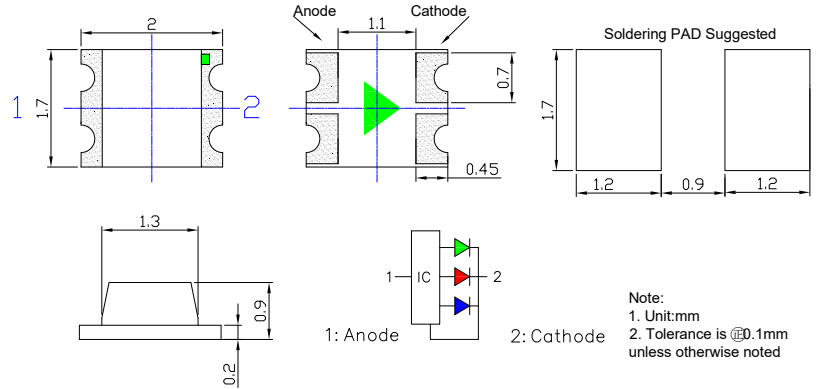 2
1.7
1
2
Anode
Cathode
1.1
0.7
0.45
Soldering PAD Suggested
1.7
1.2
0.9
1.2
1.3
0.9
0.2
1
IC
2
1: Anode
2: Cathode
Note:
1. Unit:mm
2. Tolerance is ㊣0.1mm
unless otherwise noted